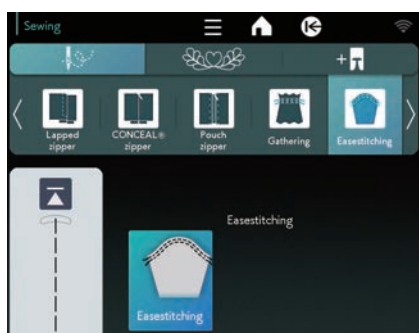 Sewing
Lapped
zipper
CONCEAL®
zipper
Pouch
zipper
Gathering
Easestitching
Easestitching
Easestitching